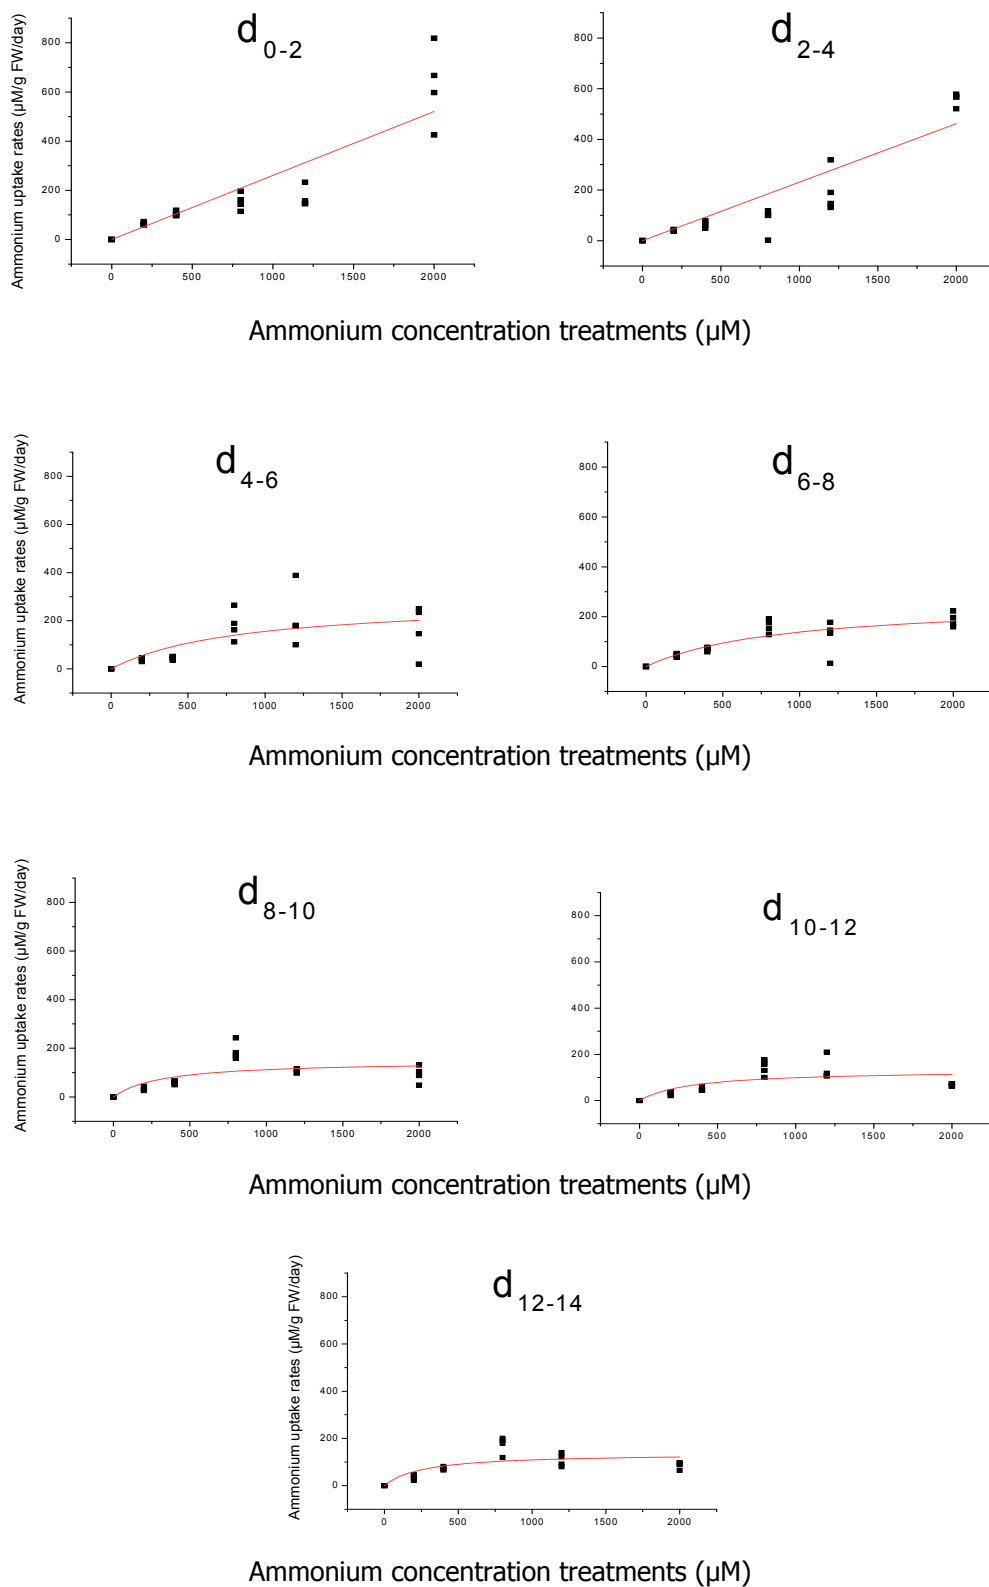 d 0-2
d 2-4
Ammonium uptake rates (µM/g FW/day)
800
600
400
200
0
0 500 1000 1500 2000
800
600
400
200
0
0 500 1000 1500 2000
Ammonium concentration treatments (µM)
d 4-6
d 6-8
Ammonium uptake rates (µM/g FW/day)
800
600
400
200
0
0 500 1000 1500 2000
800
600
400
200
0
0 500 1000 1500 2000
Ammonium concentration treatments (µM)
d 8-10
d 10-12
Ammonium uptake rates (µM/g FW/day)
800
600
400
200
0
0 500 1000 1500 2000
800
600
400
200
0
0 500 1000 1500 2000
Ammonium concentration treatments (µM)
d 12-14
Ammonium uptake rates (µM/g FW/day)
800
600
400
200
0
0 500 1000 1500 2000
Ammonium concentration treatments (µM)